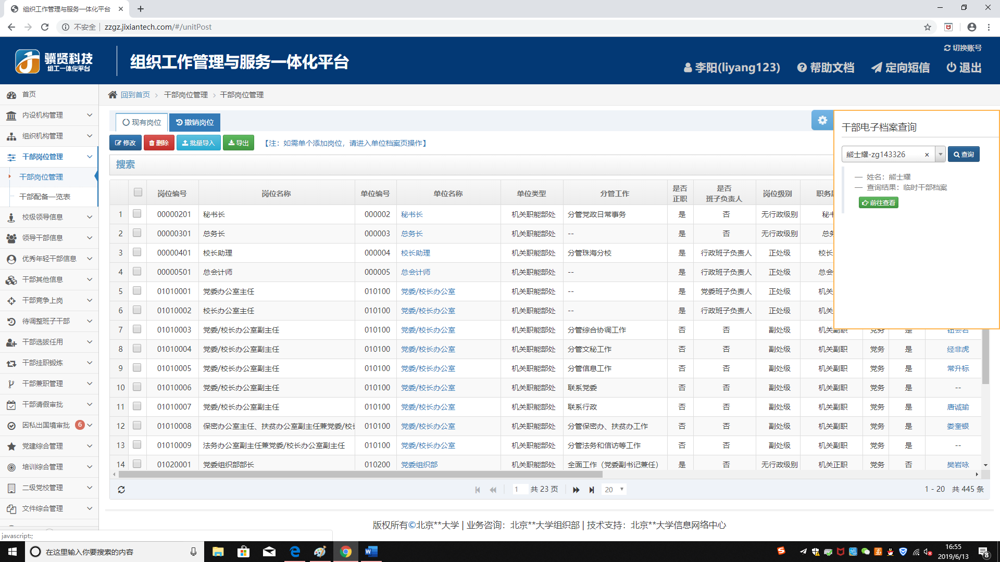 组织工作管理与服务一体化平台
不安全 zzgz.jixiantech.com/#/unitPost
骥贤科技
组工一体化平台
组织工作管理与服务一体化平台
切换账号
李阳(liyang123) 帮助文档 定向短信 退出
首页
内设机构管理
组织机构管理
干部岗位管理
干部岗位管理
干部配备一览表
校级领导信息
领导干部信息
优秀年轻干部信息
干部其他信息
干部竞争上岗
待调整班子干部
干部选拔任用
干部挂职锻炼
干部兼职管理
干部请假审批
因私出国境审批 6
党建综合管理
培训综合管理
二级党校管理
文件综合管理
回到首页 干部岗位管理 干部岗位管理
现有岗位 撤销岗位
修改 删除 批量导入 导出 【注：如需单个添加岗位，请进入单位档案页操作】
搜索
岗位编号 岗位名称 单位编号 单位名称 单位类型 分管工作 是否正职 是否班子负责人 岗位级别
1 00000201 秘书长 000002 秘书长 机关职能部处 分管党政日常事务 是 否 无行政级别
2 00000301 总务长 000003 总务长 机关职能部处 -- 是 否 无行政级别
3 00000401 校长助理 000004 校长助理 机关职能部处 分管珠海分校 是 行政班子负责人 正处级 校长
4 00000501 总会计师 000005 总会计师 机关职能部处 -- 是 行政班子负责人 正处级 总会
5 01010001 党委办公室主任 010100 党委/校长办公室 机关职能部处 -- 是 党委班子负责人 正处级 机关
6 01010002 校长办公室主任 010100 党委/校长办公室 机关职能部处 -- 是 行政班子负责人 正处级 机关
7 01010003 党委/校长办公室副主任 010100 党委/校长办公室 机关职能部处 分管综合协调工作 否 否 副处级 机关副职 党务 是
8 01010004 党委/校长办公室副主任 010100 党委/校长办公室 机关职能部处 分管文秘工作 否 否 副处级 机关副职 党务 是 经非虎
9 01010005 党委/校长办公室副主任 010100 党委/校长办公室 机关职能部处 分管信息工作 否 否 副处级 机关副职 党务 是 常升标
10 01010006 党委/校长办公室副主任 010100 党委/校长办公室 机关职能部处 联系党委 否 否 副处级 机关副职 党务 是 --
11 01010007 党委/校长办公室副主任 010100 党委/校长办公室 机关职能部处 联系行政 否 否 副处级 机关副职 党务 是 唐诚瑜
12 01010008 保密办公室主任、扶贫办公室副主任兼党委/校 010100 党委/校长办公室 机关职能部处 分管保密办、扶贫办工作 否 否 副处级 机关副职 党务 是 娄奎银
13 01010009 法务办公室副主任兼党委/校长办公室副主任 010100 党委/校长办公室 机关职能部处 分管法务和信访等工作 否 否 副处级 机关副职 党务 是 --
14 01020001 党委组织部部长 010200 党委组织部 机关职能部处 全面工作（党委副书记兼任） 是 否 无行政级别 机关正职 党务 否 樊岩咏
干部电子档案查询
熊士耀-zg143326 × 查询
— 姓名：熊士耀
— 查询结果：临时干部档案
前往查看
1 共 23 页 20 1 - 20 共 445 条
版权所有©北京**大学 | 业务咨询：北京**大学组织部 | 技术支持：北京**大学信息网络中心
javascript:;
在这里输入你要搜索的内容
16:55
2019/6/13
8